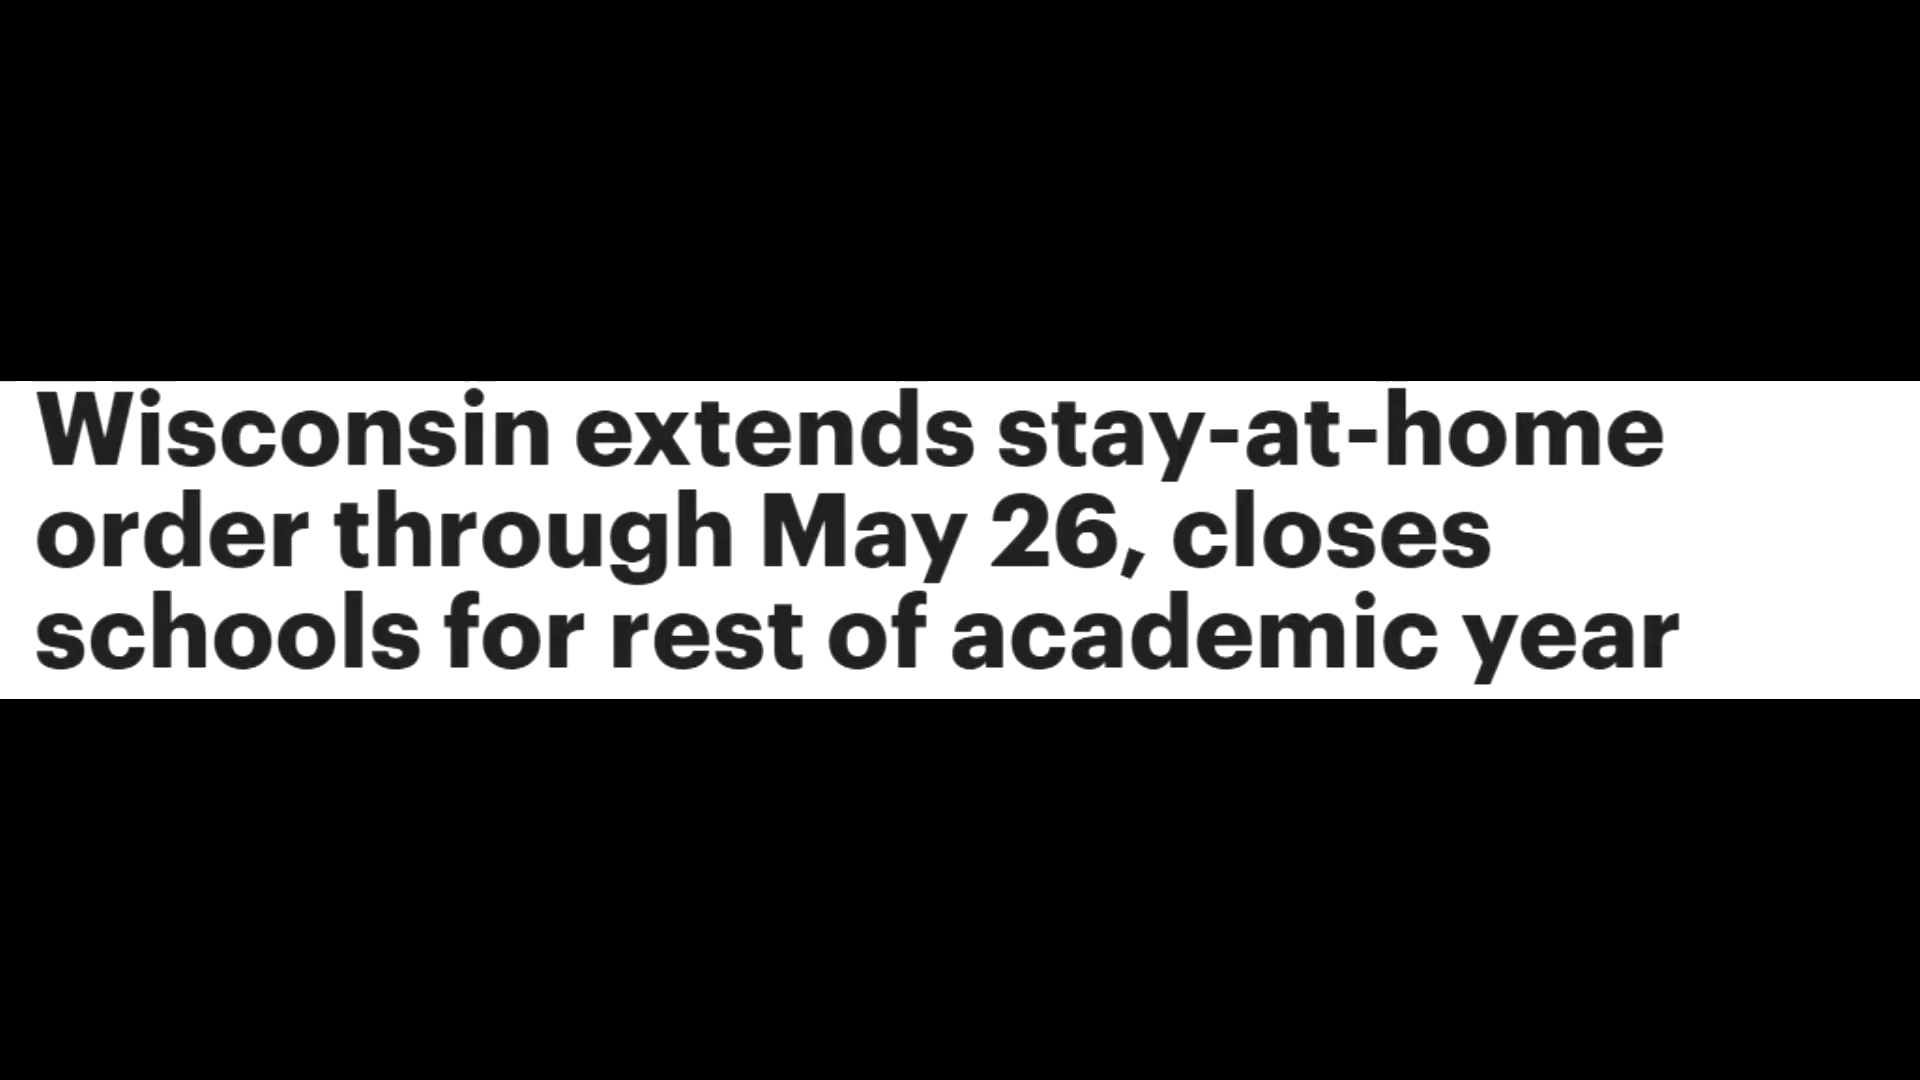 Wisconsin extends stay-at-home
order through May 26, closes
schools for rest of academic year